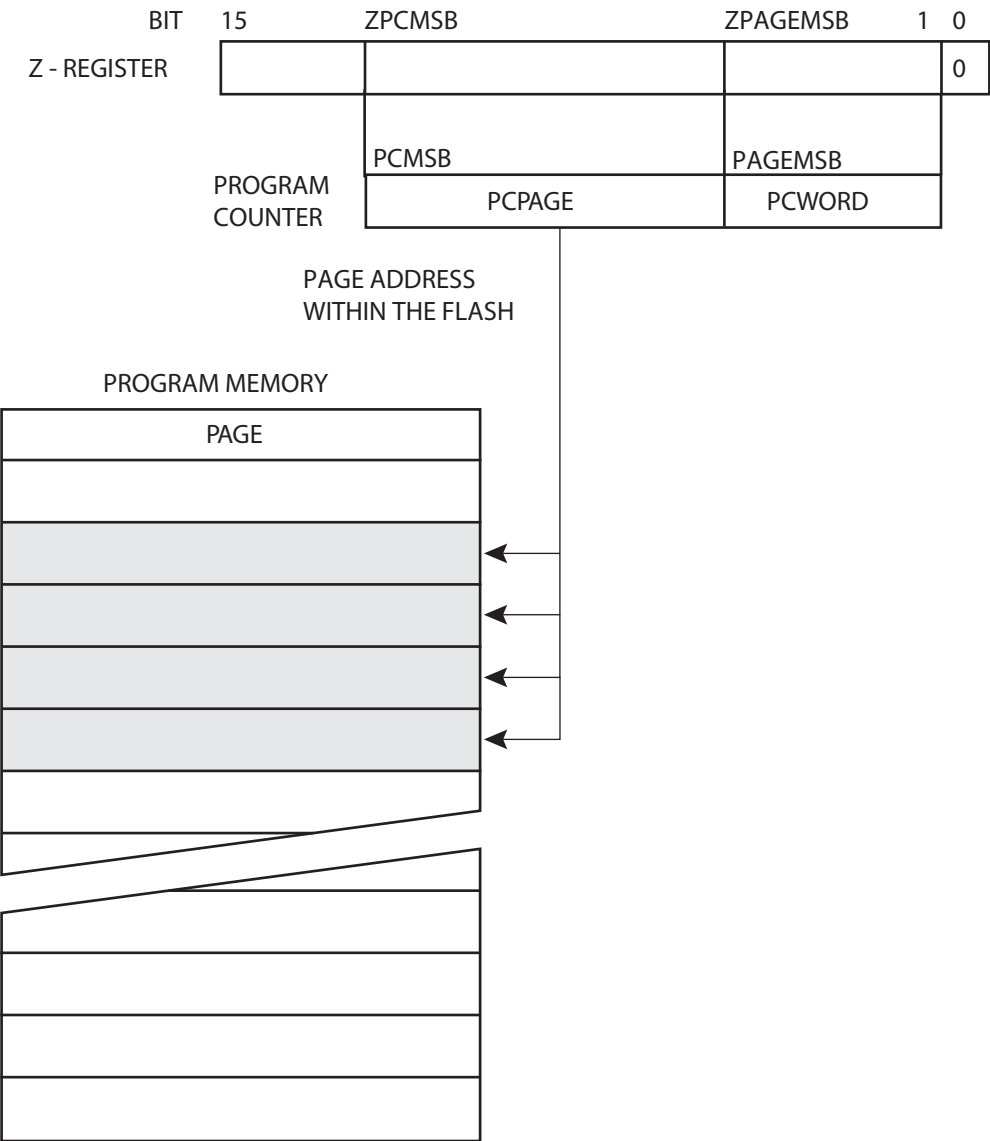 BIT 15 ZPCMSB ZPAGEMSB 1 0
Z - REGISTER 0
PCMSB PAGEMSB
PROGRAM
COUNTER
PCPAGE PCWORD
PAGE ADDRESS
WITHIN THE FLASH
PROGRAM MEMORY
PAGE